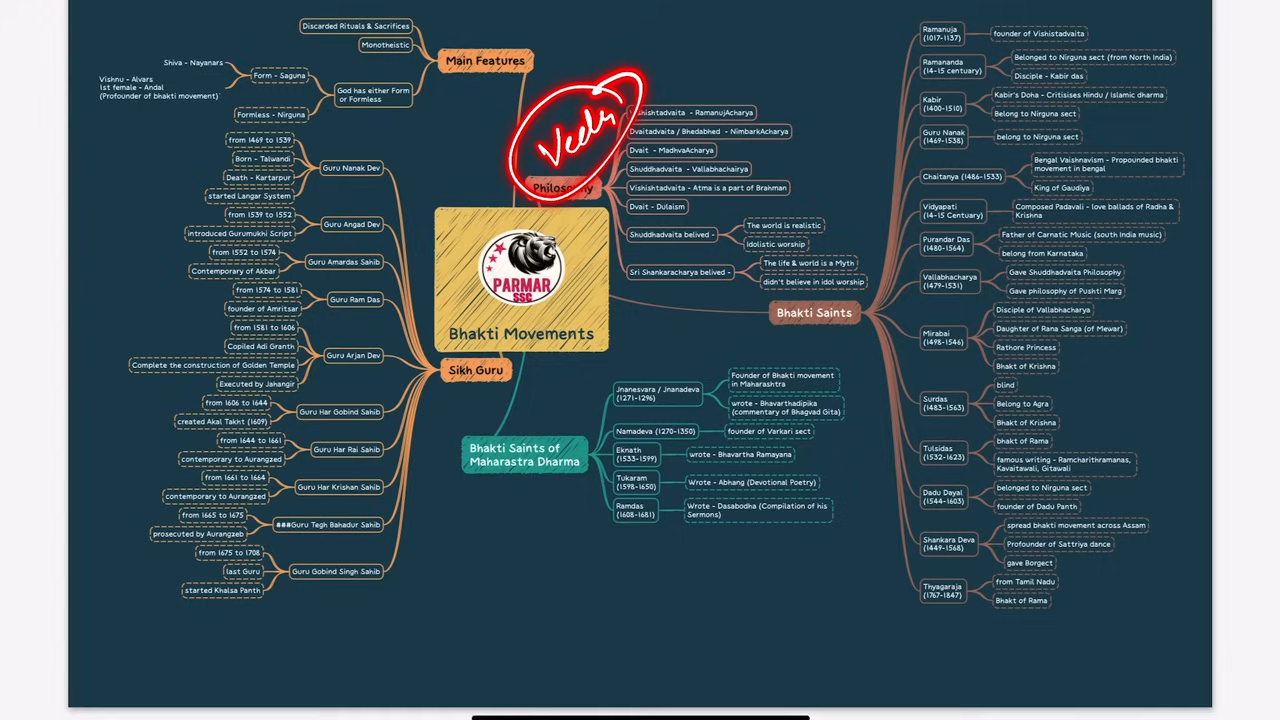 Discarded Rituals & Sacrifices
Monotheistic
Main Features
Shiva - Nayanars
Form - Saguna
Vishnu - Alvars
1st female - Andal
(Profounder of bhakti movement)
God has either Form
or Formless
Formless - Nirguna
from 1469 to 1539
Born - Talwandi
Guru Nanak Dev
Death - Kartarpur
started Langar System
from 1539 to 1552
Guru Angad Dev
introduced Gurumukhi Script
from 1552 to 1574
Guru Amardas Sahib
Contemporary of Akbar
from 1574 to 1581
Guru Ram Das
founder of Amritsar
from 1581 to 1606
Copiled Adi Granth
Guru Arjan Dev
Complete the construction of Golden Temple
Executed by Jahangir
Sikh Guru
from 1606 to 1644
Guru Har Gobind Sahib
created Akal Takht (1609)
from 1644 to 1661
Guru Har Rai Sahib
contemporary to Aurangzed
from 1661 to 1664
Guru Har Krishan Sahib
contemporary to Aurangzed
from 1665 to 1675
###Guru Tegh Bahadur Sahib
prosecuted by Aurangzeb
from 1675 to 1708
last Guru
Guru Gobind Singh Sahib
started Khalsa Panth
PARMAR
SSC
Bhakti Movements
Philosophy
Vishistadvaita - RamanujAcharya
Dvaitadvaita / Bhedabhed - NimbarkAcharya
Dvait - MadhvaAcharya
Shuddhadvaita - Vallabhachairya
Vishishtadvaita - Atma is a part of Brahman
Dvait - Dulaism
Shuddhadvaita belived -
The world is realistic
Idolistic worship
Sri Shankaracharya belived -
The life & world is a Myth
didn't believe in idol worship
Bhakti Saints of
Maharastra Dharma
Jnanesvara / Jnanadeva
(1271-1296)
Founder of Bhakti movement
in Maharashtra
wrote - Bhavarthadipika
(commentary of Bhagvad Gita)
Namadeva (1270-1350)
founder of Varkari sect
Eknath
(1533-1599)
wrote - Bhavartha Ramayana
Tukaram
(1598-1650)
Wrote - Abhang (Devotional Poetry)
Ramdas
(1608-1681)
Wrote - Dasabodha (Compilation of his
Sermons)
Bhakti Saints
Ramanuja
(1017-1137)
founder of Vishistadvaita
Ramananda
(14-15 centuary)
Belonged to Nirguna sect (from North India)
Disciple - Kabir das
Kabir
(1400-1510)
Kabir's Doha - Critisises Hindu / Islamic dharma
Belong to Nirguna sect
Guru Nanak
(1469-1538)
belong to Nirguna sect
Chaitanya (1486-1533)
Bengal Vaishnavism - Propounded bhakti
movement in bengal
King of Gaudiya
Vidyapati
(14-15 Centuary)
Composed Padavali - love ballads of Radha &
Krishna
Purandar Das
(1480-1564)
Father of Carnatic Music (south India music)
belong from Karnataka
Vallabhacharya
(1479-1531)
Gave Shuddhadvaita Philosophy
Gave philosophy of Pushti Marg
Mirabai
(1498-1546)
Disciple of Vallabhacharya
Daughter of Rana Sanga (of Mewar)
Rathore Princess
Bhakt of Krishna
Surdas
(1483-1563)
blind
Belong to Agra
Bhakt of Krishna
Tulsidas
(1532-1623)
bhakt of Rama
famous writing - Ramcharithramanas,
Kavaitawali, Gitawali
Dadu Dayal
(1544-1603)
belonged to Nirguna sect
founder of Dadu Panth
Shankara Deva
(1449-1568)
spread bhakti movement across Assam
Profounder of Sattriya dance
gave Borgect
Thyagaraja
(1767-1847)
from Tamil Nadu
Bhakt of Rama